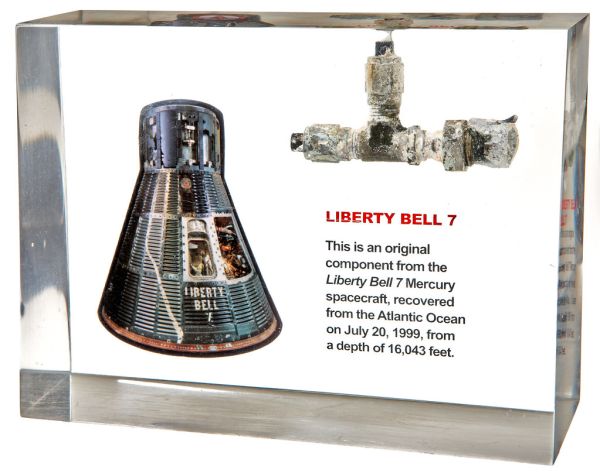 LIBERTY BELL 7
This is an original
component from the
Liberty Bell 7 Mercury
spacecraft, recovered
from the Atlantic Ocean
on July 20, 1999, from
a depth of 16,043 feet.
LIBERTY
BELL
7